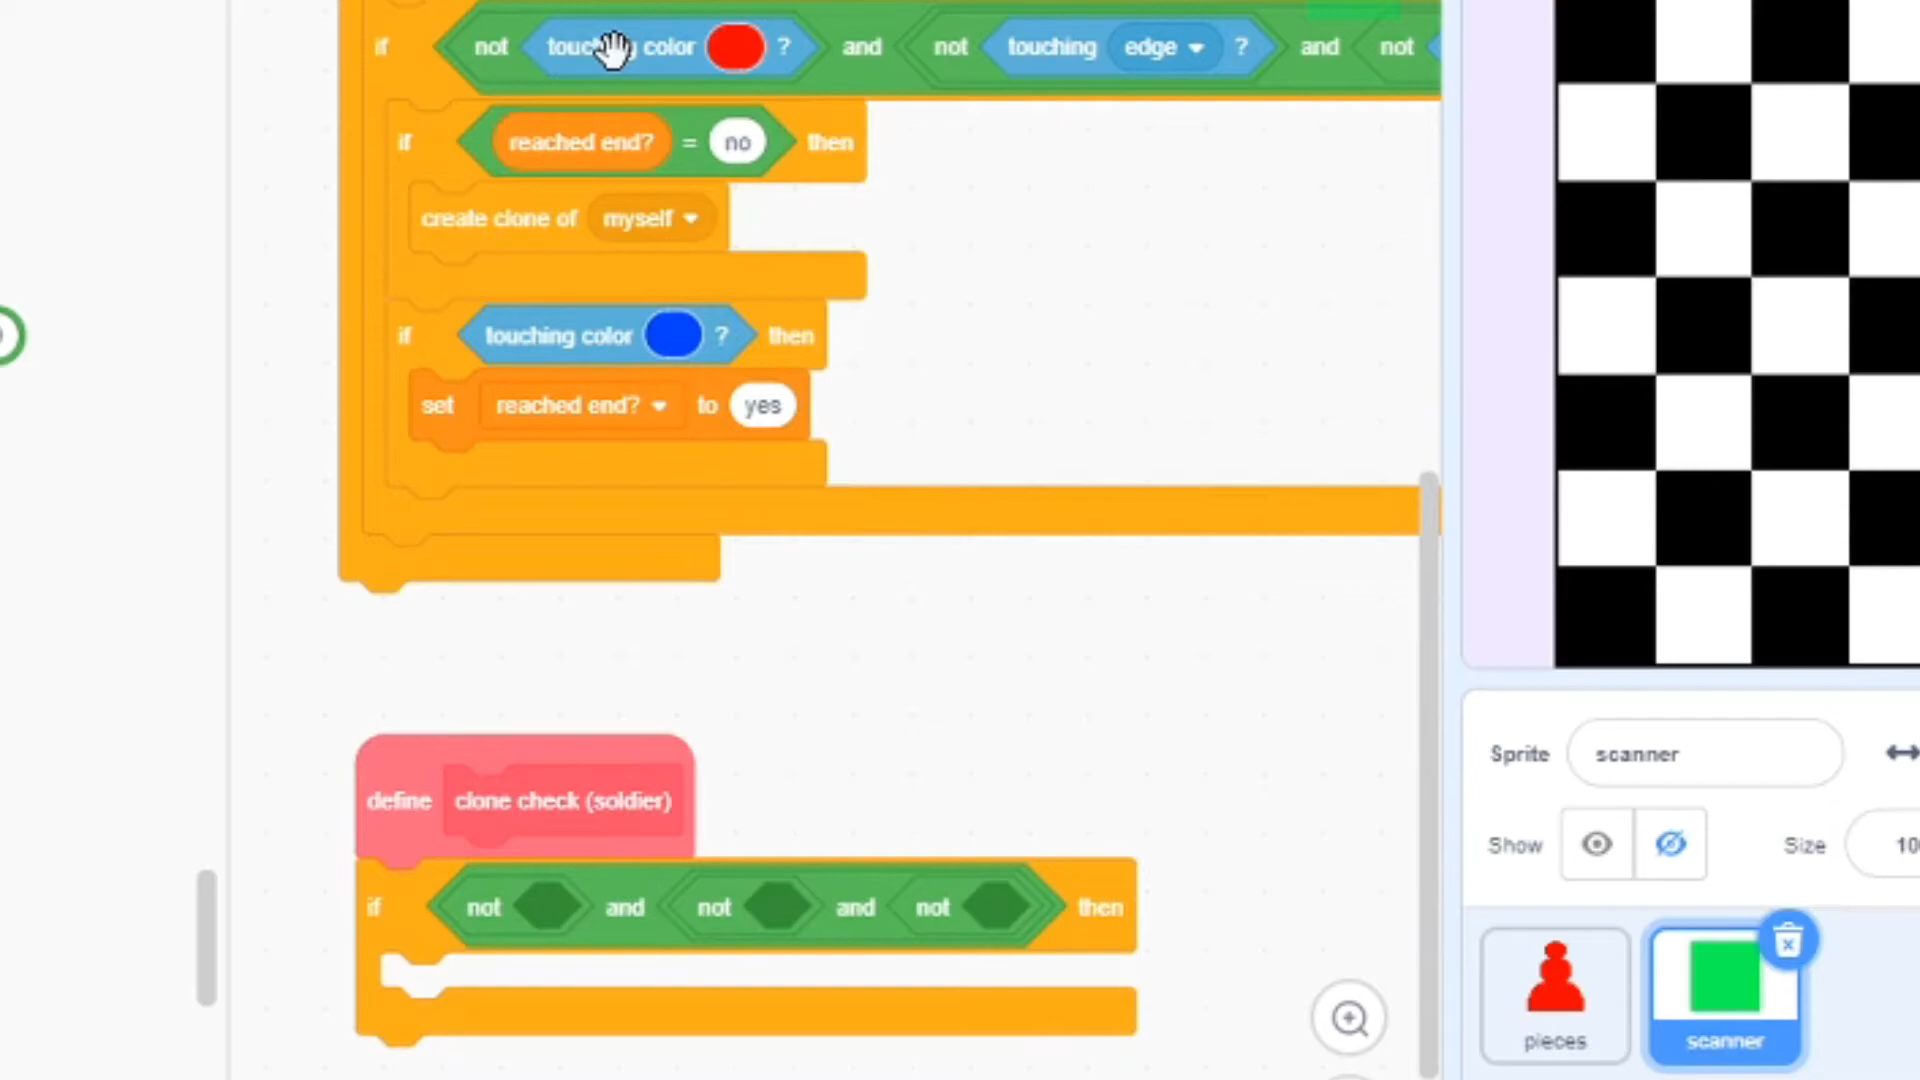 if not touching color ? and not touching edge ? and not
if reached end? = no then
create clone of myself
if touching color ? then
set reached end? to yes
define clone check (soldier)
if not and not and not then
Sprite scanner
Show Size
pieces
scanner